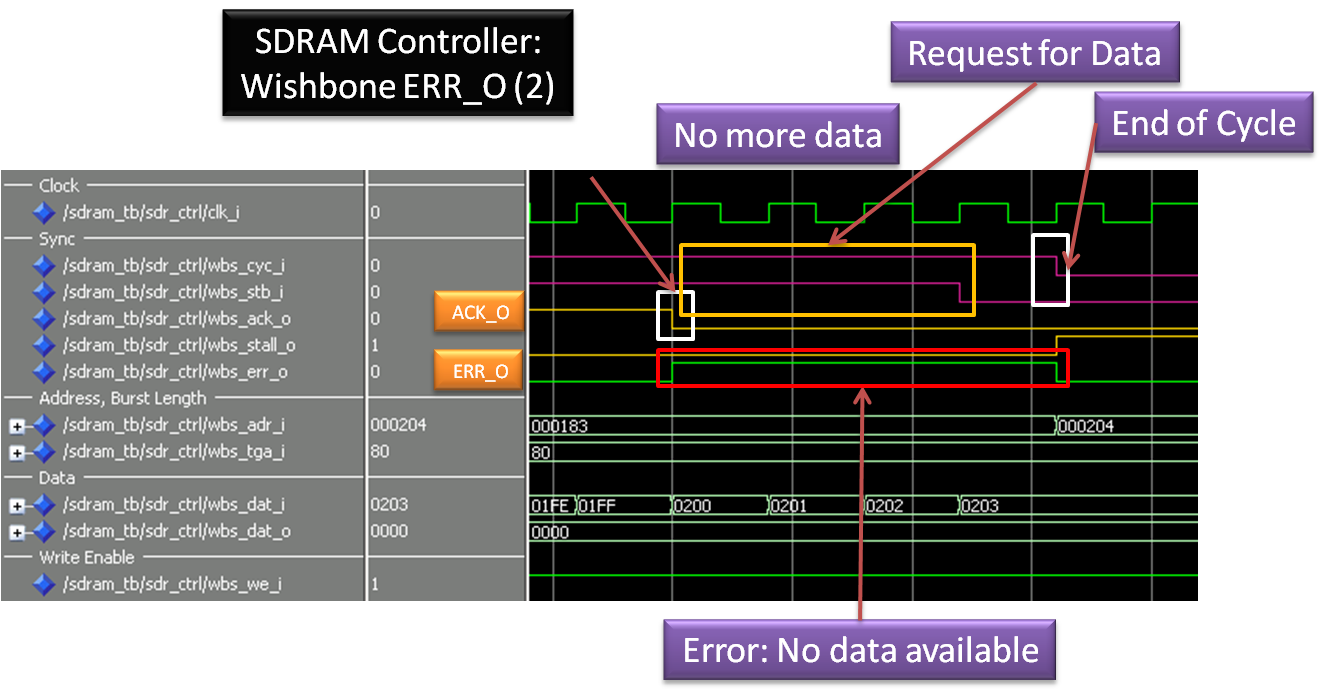 SDRAM Controller:
Wishbone ERR_O (2)
Request for Data
No more data
End of Cycle
Clock
/sdram_tb/sdr_ctrl/clk_i 0
Sync
/sdram_tb/sdr_ctrl/wbs_cyc_i 0
/sdram_tb/sdr_ctrl/wbs_stb_i 0
/sdram_tb/sdr_ctrl/wbs_ack_o 0 ACK_O
/sdram_tb/sdr_ctrl/wbs_stall_o 1
/sdram_tb/sdr_ctrl/wbs_err_o 0 ERR_O
Address, Burst Length
/sdram_tb/sdr_ctrl/wbs_adr_i 000204 000183 000204
/sdram_tb/sdr_ctrl/wbs_tga_i 80 80
Data
/sdram_tb/sdr_ctrl/wbs_dat_i 0203 01FE 01FF 0200 0201 0202 0203
/sdram_tb/sdr_ctrl/wbs_dat_o 0000 0000
Write Enable
/sdram_tb/sdr_ctrl/wbs_we_i 1
Error: No data available